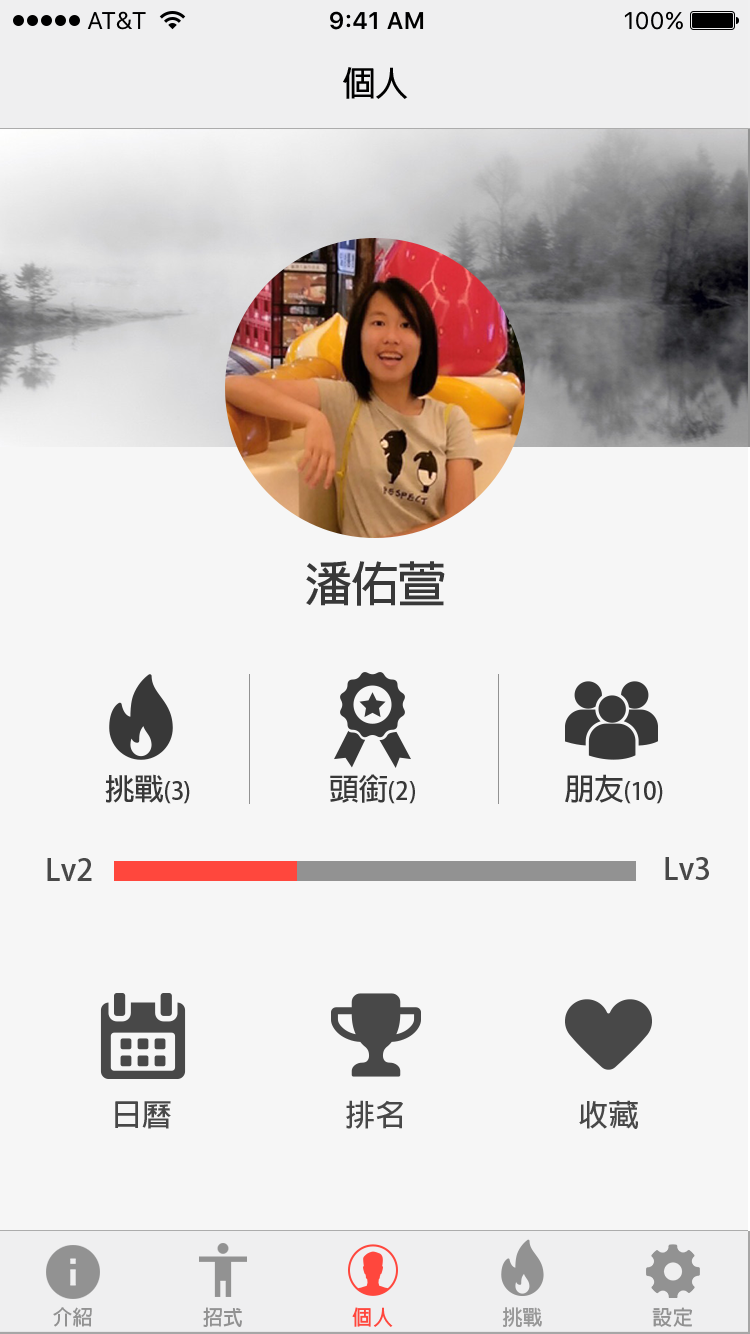 AT&T 9:41 AM 100%
個人
RESPECT
潘佑萱
挑戰(3) 頭銜(2) 朋友(10)
Lv2 Lv3
日曆 排名 收藏
介紹 招式 個人 挑戰 設定